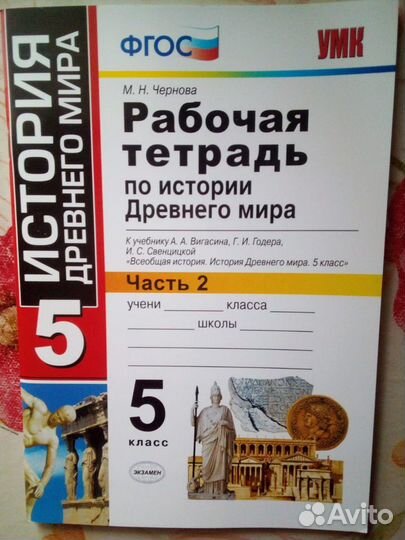 ФГОС
УМК
М. Н. Чернова
Рабочая
тетрадь
по истории
Древнего мира
К учебнику А. А. Вигасина, Г. И. Годера,
И. С. Свенцицкой
«Всеобщая история. История Древнего мира. 5 класс»
Часть 2
учени класса
школы
5
класс
ЭКЗАМЕН
ИСТОРИЯ
ДРЕВНЕГО МИРА
5
Avito